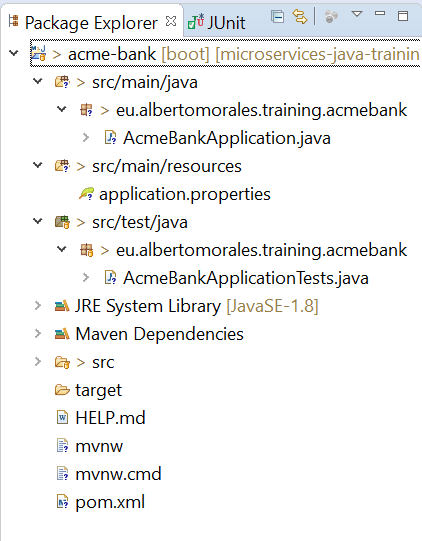 Package Explorer JUnit
> acme-bank [boot] [microservices-java-trainin
> src/main/java
> eu.albertomorales.training.acmebank
> AcmeBankApplication.java
> src/main/resources
application.properties
> src/test/java
> eu.albertomorales.training.acmebank
> AcmeBankApplicationTests.java
JRE System Library [JavaSE-1.8]
Maven Dependencies
> src
target
HELP.md
mvnw
mvnw.cmd
pom.xml